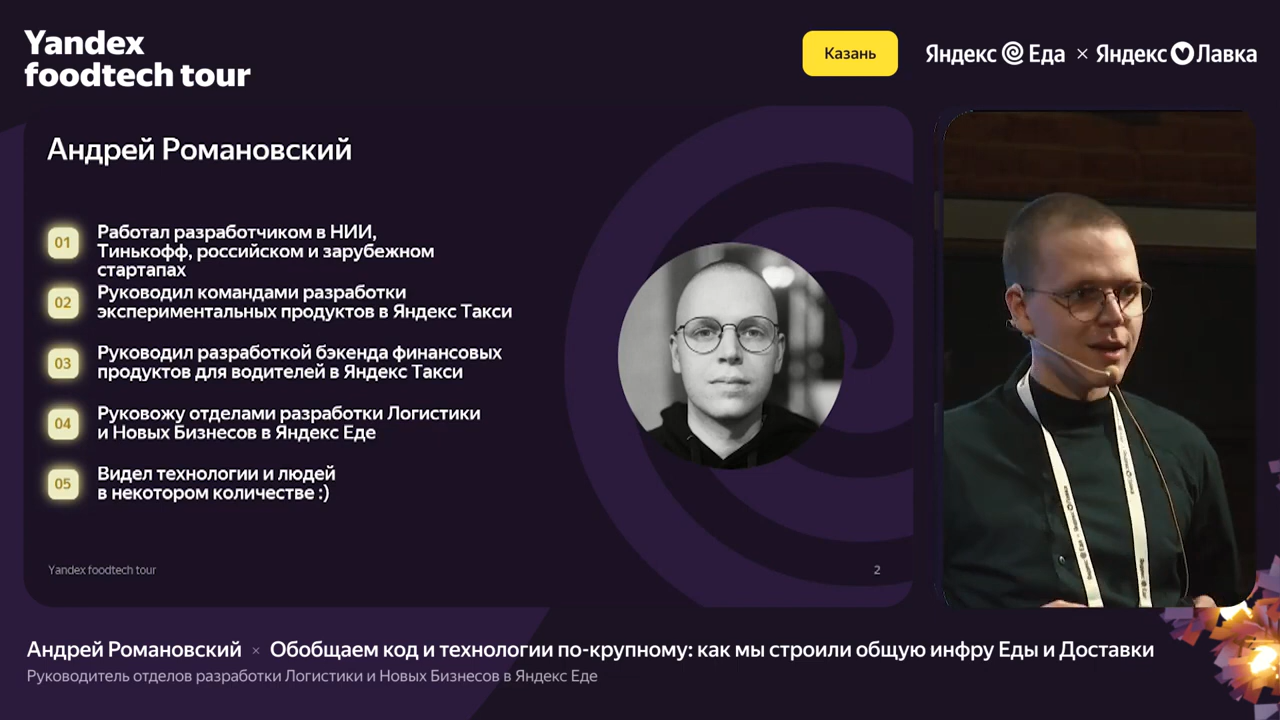 Yandex
foodtech tour
Казань
Яндекс Еда × Яндекс Лавка
Андрей Романовский
01
Работал разработчиком в НИИ,
Тинькофф, российском и зарубежном
стартапах
02
Руководил командами разработки
экспериментальных продуктов в Яндекс Такси
03
Руководил разработкой бэкенда финансовых
продуктов для водителей в Яндекс Такси
04
Руковожу отделами разработки Логистики
и Новых Бизнесов в Яндекс Еде
05
Видел технологии и людей
в некотором количестве :)
Yandex foodtech tour
2
Андрей Романовский × Обобщаем код и технологии по-крупному: как мы строили общую инфру Еды и Доставки
Руководитель отделов разработки Логистики и Новых Бизнесов в Яндекс Еде